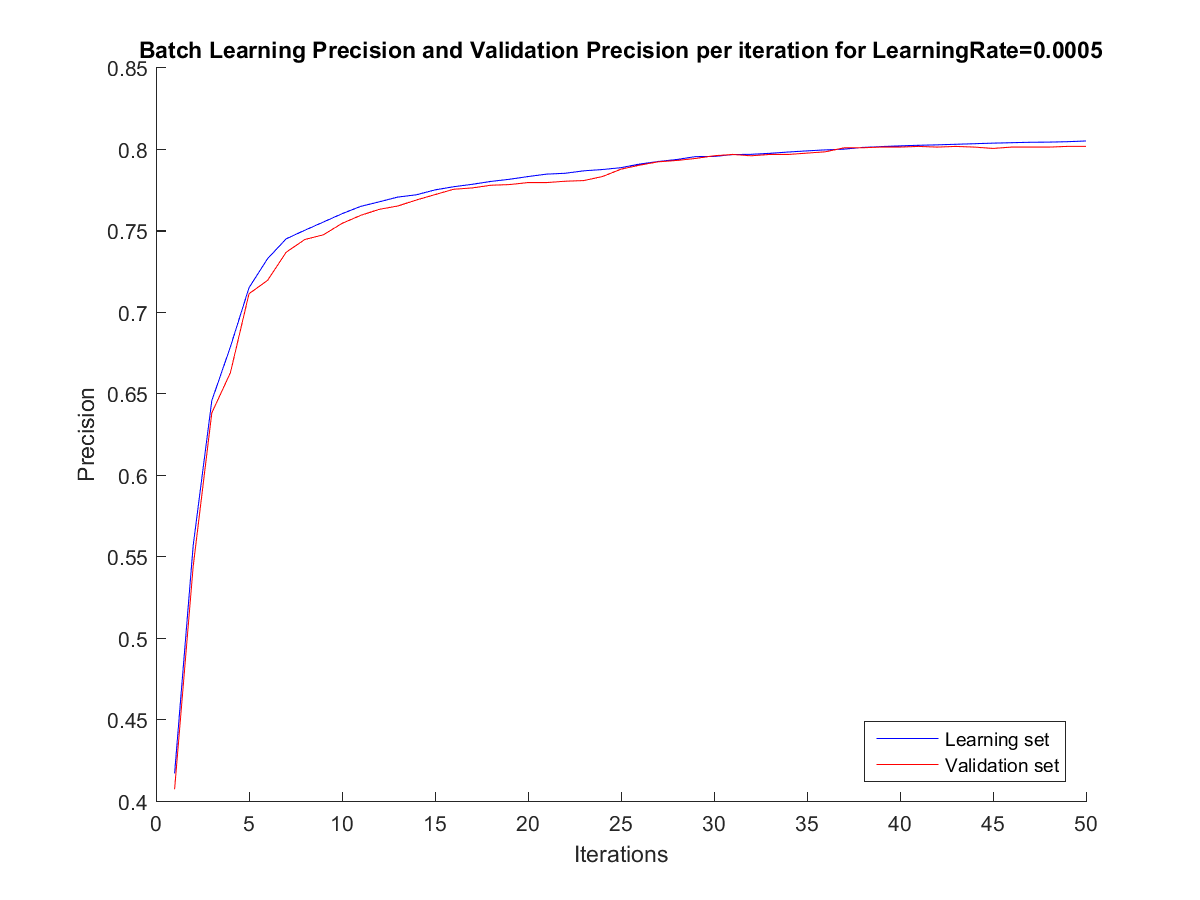 Batch Learning Precision and Validation Precision per iteration for LearningRate=0.0005
0.85
0.8
0.75
0.7
0.65
0.6
0.55
0.5
0.45
0.4
Precision
Learning set
Validation set
0 5 10 15 20 25 30 35 40 45 50
Iterations